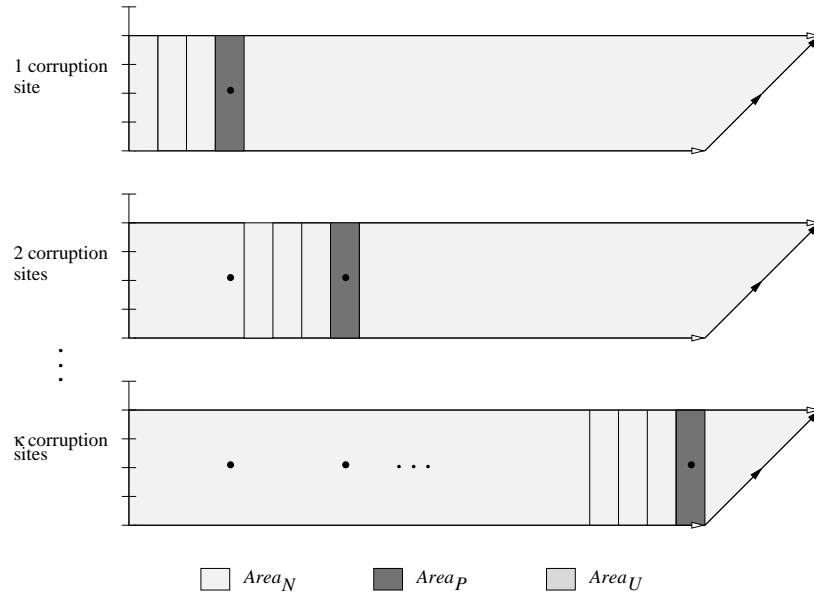 1 corruption
site
2 corruption
sites
κ corruption
sites
Area_N Area_P Area_U